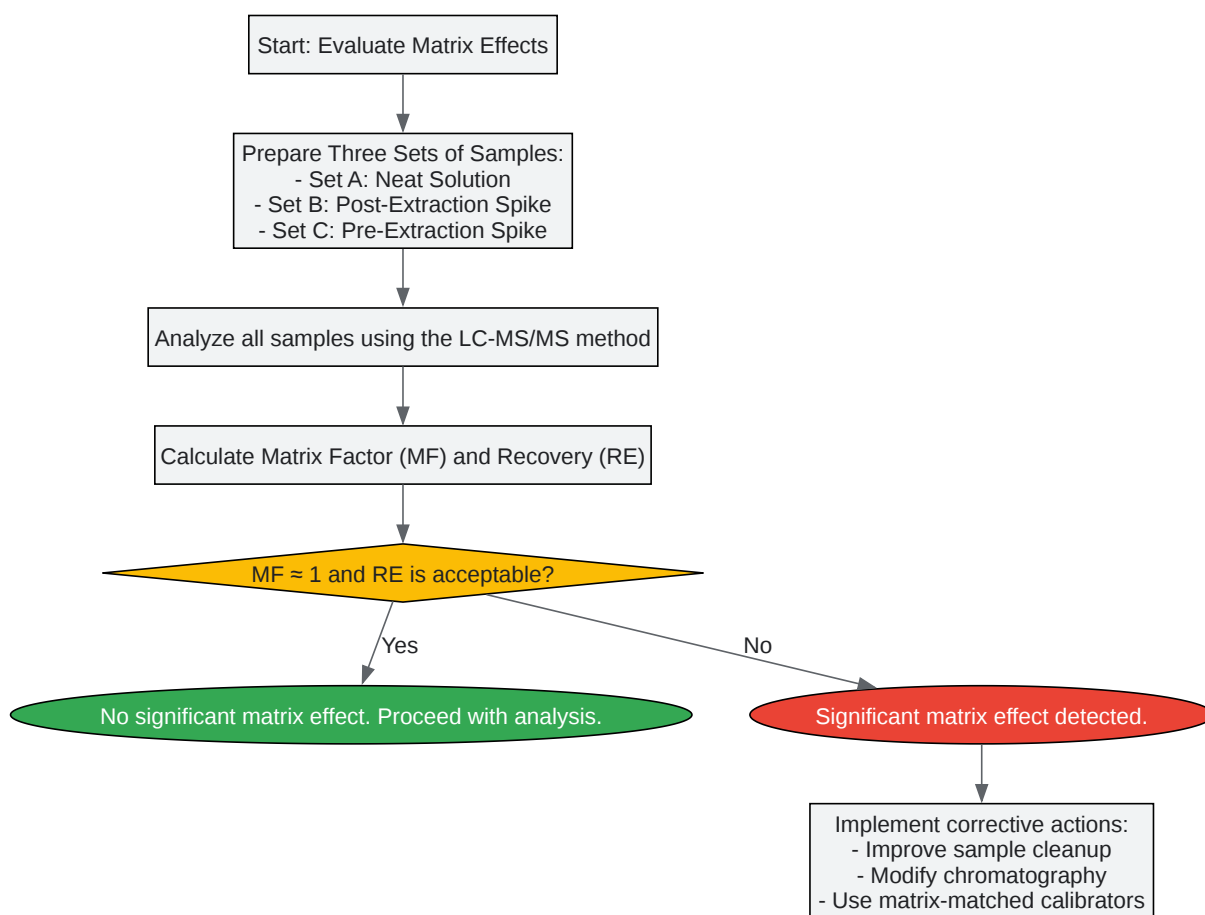 Start: Evaluate Matrix Effects
Prepare Three Sets of Samples:
- Set A: Neat Solution
- Set B: Post-Extraction Spike
- Set C: Pre-Extraction Spike
Analyze all samples using the LC-MS/MS method
Calculate Matrix Factor (MF) and Recovery (RE)
MF ≈ 1 and RE is acceptable?
Yes
No
No significant matrix effect. Proceed with analysis.
Significant matrix effect detected.
Implement corrective actions:
- Improve sample cleanup
- Modify chromatography
- Use matrix-matched calibrators